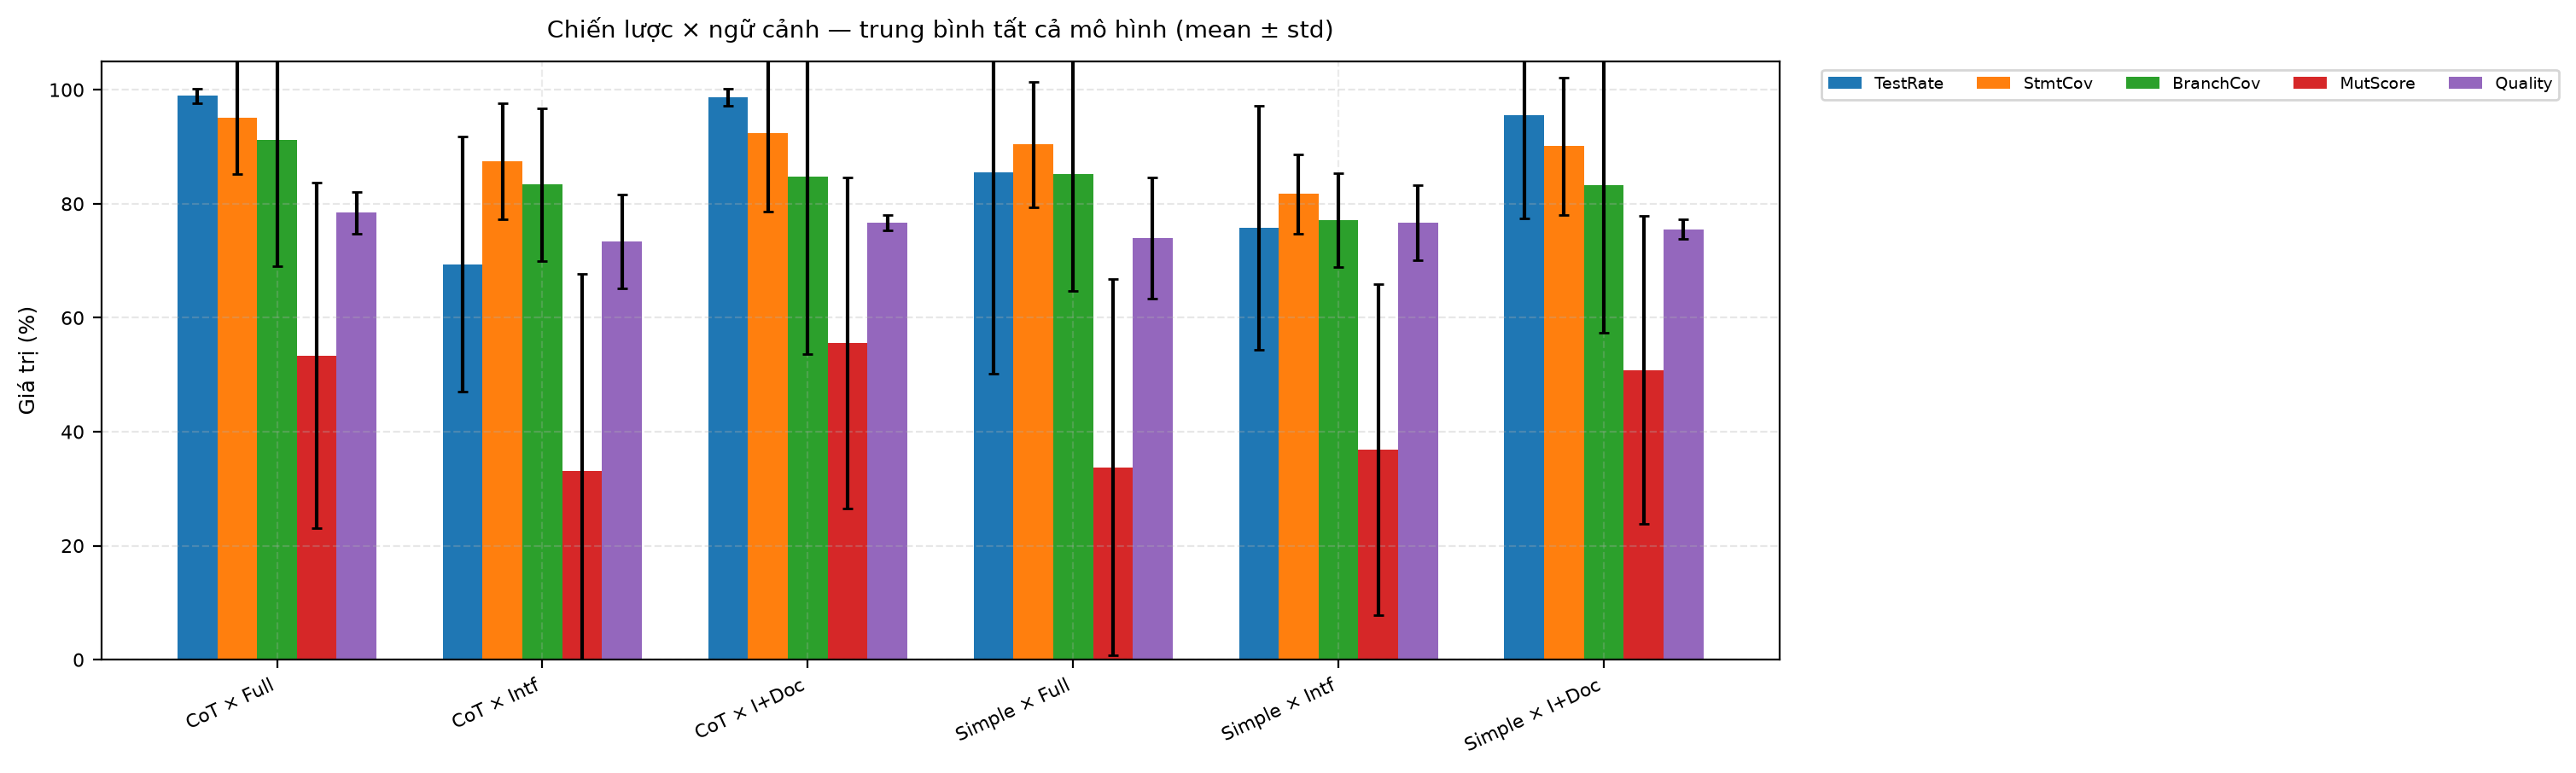 Chiến lược × ngữ cảnh — trung bình tất cả mô hình (mean ± std)
TestRate StmtCov BranchCov MutScore Quality
Giá trị (%)
100
80
60
40
20
0
CoT × Full CoT × Intf CoT × I+Doc Simple × Full Simple × Intf Simple × I+Doc